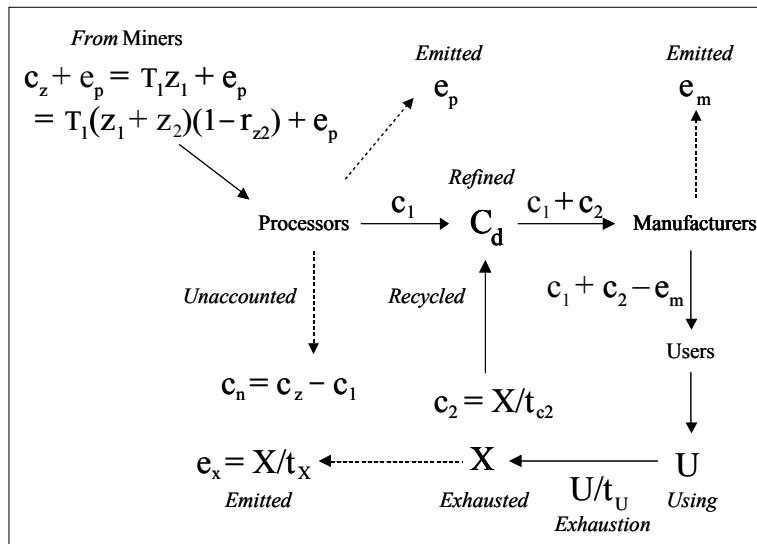 From Miners
c_z + e_p = T_1z_1 + e_p
= T_1(z_1 + z_2)(1 − r_z2) + e_p
Emitted
e_p
Emitted
e_m
Refined
Processors
c_1
C_d
c_1 + c_2
Manufacturers
Unaccounted
Recycled
c_1 + c_2 − e_m
Users
c_n = c_z − c_1
c_2 = X/t_c2
e_x = X/t_X
X
U
Emitted
Exhausted
U/t_U
Using
Exhaustion